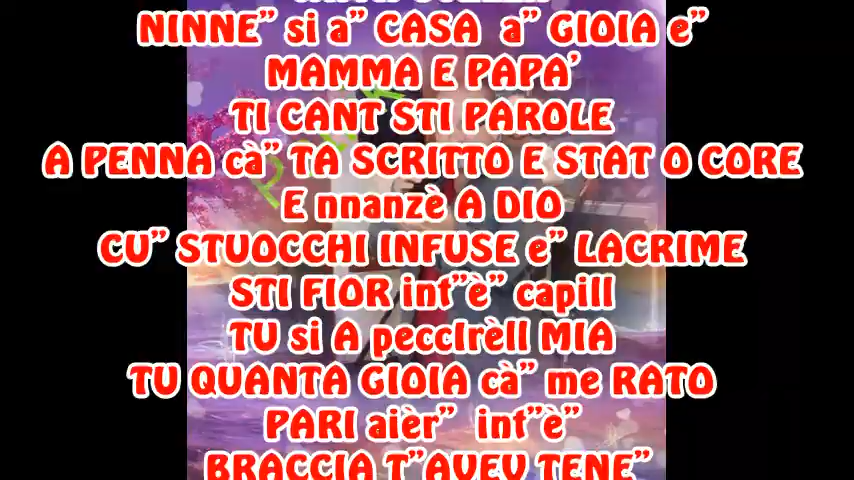 NINNE” si a” CASA a” GIOIA e”
MAMMA E PAPA’
TI CANT STI PAROLE
A PENNA cà” TA SCRITTO E STAT O CORE
E nnanzè A DIO
CU” STUOCCHI INFUSE e” LACRIME
STI FIOR int”è” capill
TU si A peccIrèll MIA
TU QUANTA GIOIA cà” me RATO
PARI aièr” int”è”
BRACCIA T”AVEV TENE”